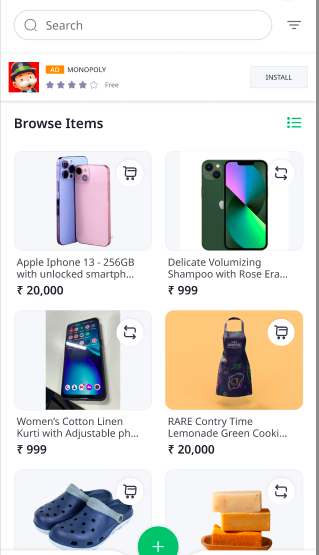 Search
AD MONOPOLY
Free
INSTALL
Browse Items
Apple Iphone 13 - 256GB
with unlocked smartph...
₹ 20,000
Delicate Volumizing
Shampoo with Rose Era...
₹ 999
Women's Cotton Linen
Kurti with Adjustable ph...
₹ 999
RARE Contry Time
Lemonade Green Cooki...
₹ 20,000